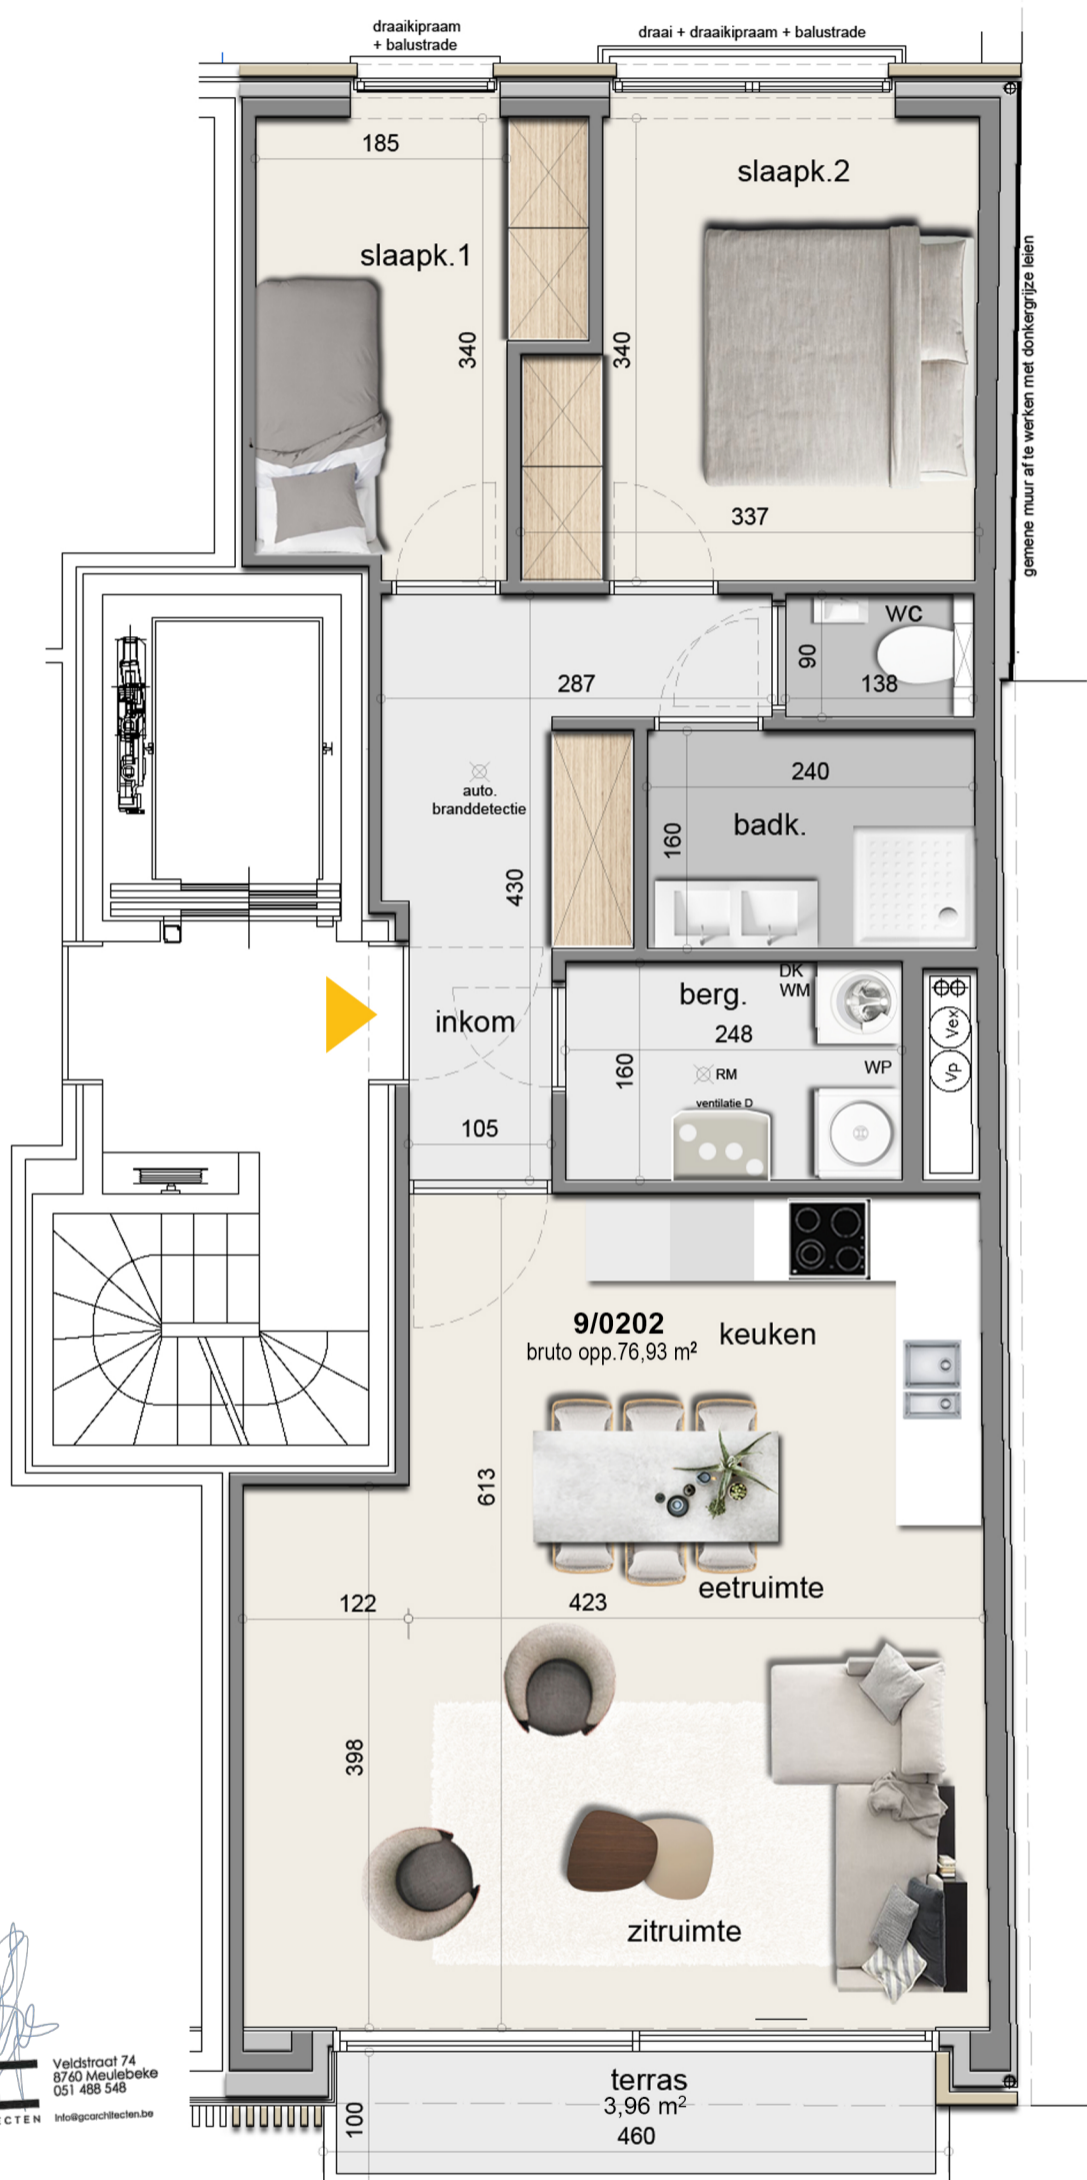 draaikipraam
+ balustrade
draai + draaikipraam + balustrade
185
slaapk.2
slaapk.1
gemene muur af te werken met donkergrijze leien
340
340
337
wc
90
138
287
auto.
branddetectie
240
badk.
160
430
DK
WM
berg.
inkom
248
Vex
Vp
WP
160
RM
ventilatie D
105
9/0202
keuken
bruto opp.76,93 m²
613
eetruimte
122
423
398
zitruimte
Veldstraat 74
8760 Meulebeke
051 488 548
CTEN
info@gcarchitecten.be
terras
3,96 m²
100
460